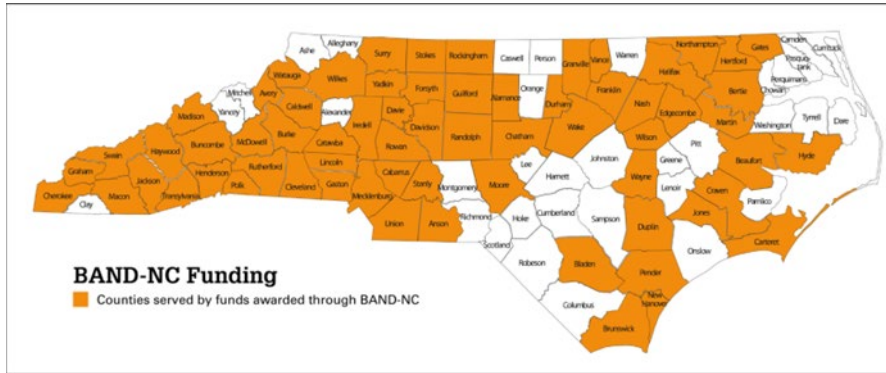 Ashe
Alleghany
Surry
Stokes
Rockingham
Caswell
Person
Granville
Vance
Warren
Northampton
Gates
Camden
Currituck
Pasquo-
tank
Perquimans
Chowan
Hertford
Halifax
Bertie
Watauga
Wilkes
Yadkin
Forsyth
Guilford
Alamance
Orange
Durham
Franklin
Nash
Edgecombe
Martin
Washington
Tyrrell
Dare
Mitchell
Avery
Yancey
Caldwell
Alexander
Iredell
Davie
Davidson
Randolph
Chatham
Wake
Wilson
Pitt
Beaufort
Hyde
Madison
Buncombe
McDowell
Burke
Catawba
Rowan
Lee
Johnston
Greene
Wayne
Lenoir
Craven
Pamlico
Swain
Haywood
Rutherford
Lincoln
Cabarrus
Stanly
Montgomery
Moore
Harnett
Graham
Jackson
Henderson
Polk
Cleveland
Gaston
Mecklenburg
Cherokee
Clay
Macon
Transylvania
Union
Anson
Richmond
Scotland
Hoke
Cumberland
Sampson
Duplin
Jones
Carteret
Onslow
Robeson
Bladen
Pender
Columbus
New
Hanover
Brunswick
BAND-NC Funding
Counties served by funds awarded through BAND-NC